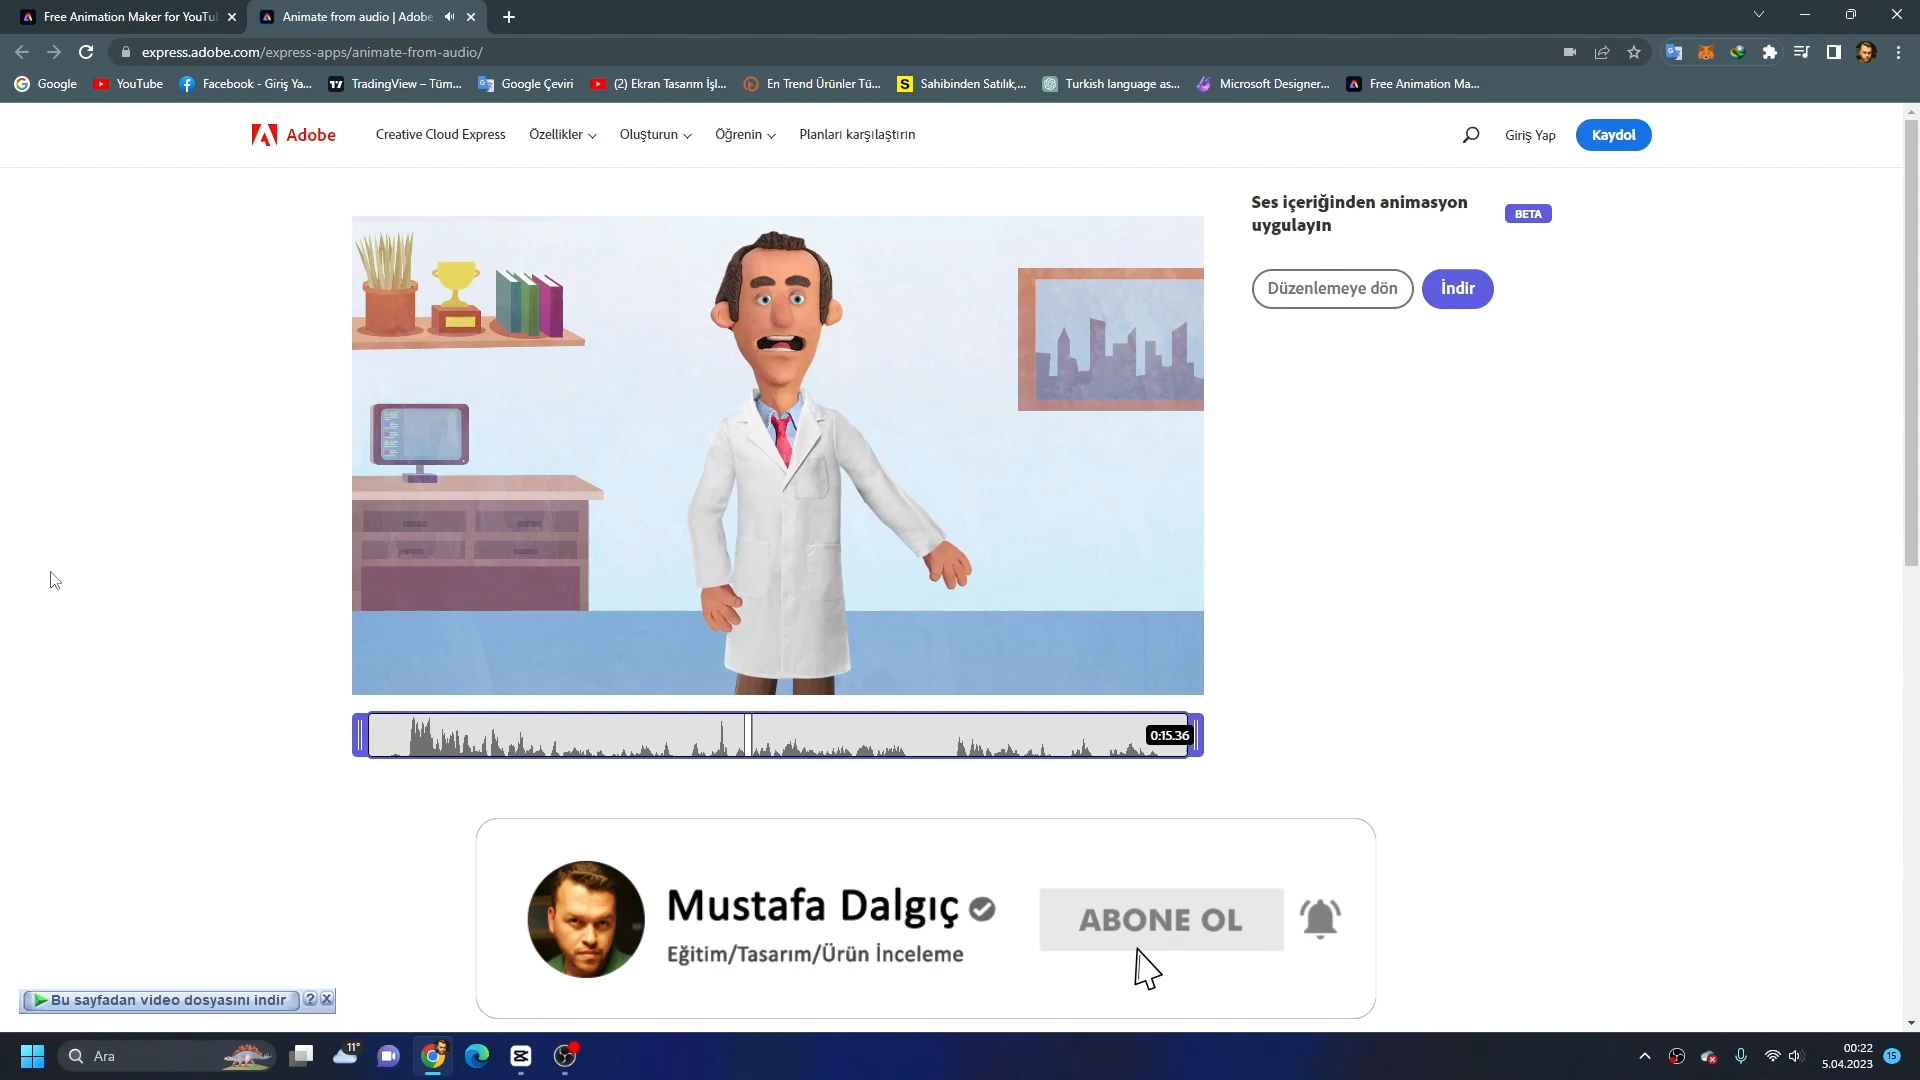 Free Animation Maker for YouTu
Animate from audio | Adobe
express.adobe.com/express-apps/animate-from-audio/
Google
YouTube
Facebook - Giriş Ya...
TradingView – Tüm...
Google Çeviri
(2) Ekran Tasarım İşl...
En Trend Ürünler Tü...
Sahibinden Satılık,...
Turkish language as...
Microsoft Designer...
Free Animation Ma...
Adobe
Creative Cloud Express
Özellikler
Oluşturun
Öğrenin
Planları karşılaştırın
Giriş Yap
Kaydol
Ses içeriğinden animasyon
uygulayın
BETA
Düzenlemeye dön
İndir
0:15.36
Mustafa Dalgıç
Eğitim/Tasarım/Ürün İnceleme
ABONE OL
Bu sayfadan video dosyasını indir
?
X
Ara
11°
00:22
5.04.2023
15